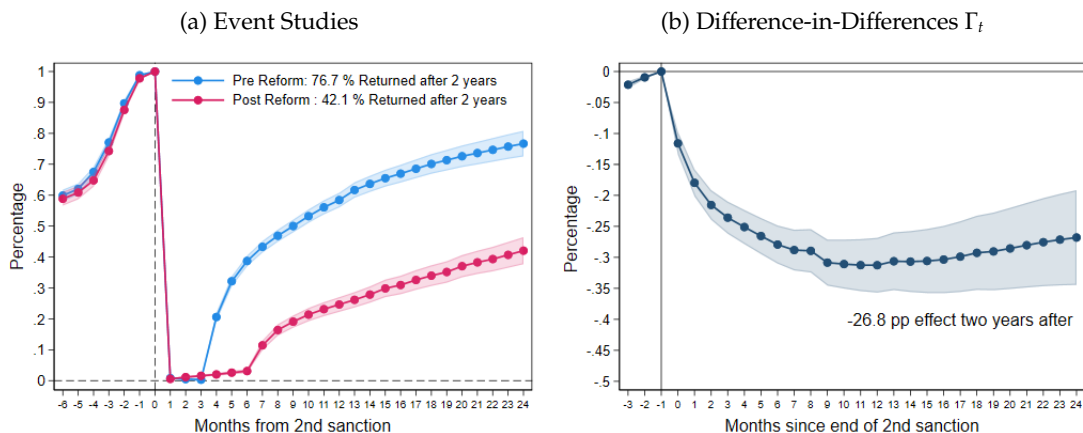 (a) Event Studies
Pre Reform: 76.7 % Returned after 2 years
Post Reform : 42.1 % Returned after 2 years
Percentage
1
.9
.8
.7
.6
.5
.4
.3
.2
.1
0
-6 -5 -4 -3 -2 -1 0 1 2 3 4 5 6 7 8 9 10 11 12 13 14 15 16 17 18 19 20 21 22 23 24
Months from 2nd sanction
(b) Difference-in-Differences Γt
Percentage
0
-.05
-.1
-.15
-.2
-.25
-.3
-.35
-.4
-.45
-.5
-26.8 pp effect two years after
-3 -2 -1 0 1 2 3 4 5 6 7 8 9 10 11 12 13 14 15 16 17 18 19 20 21 22 23 24
Months since end of 2nd sanction